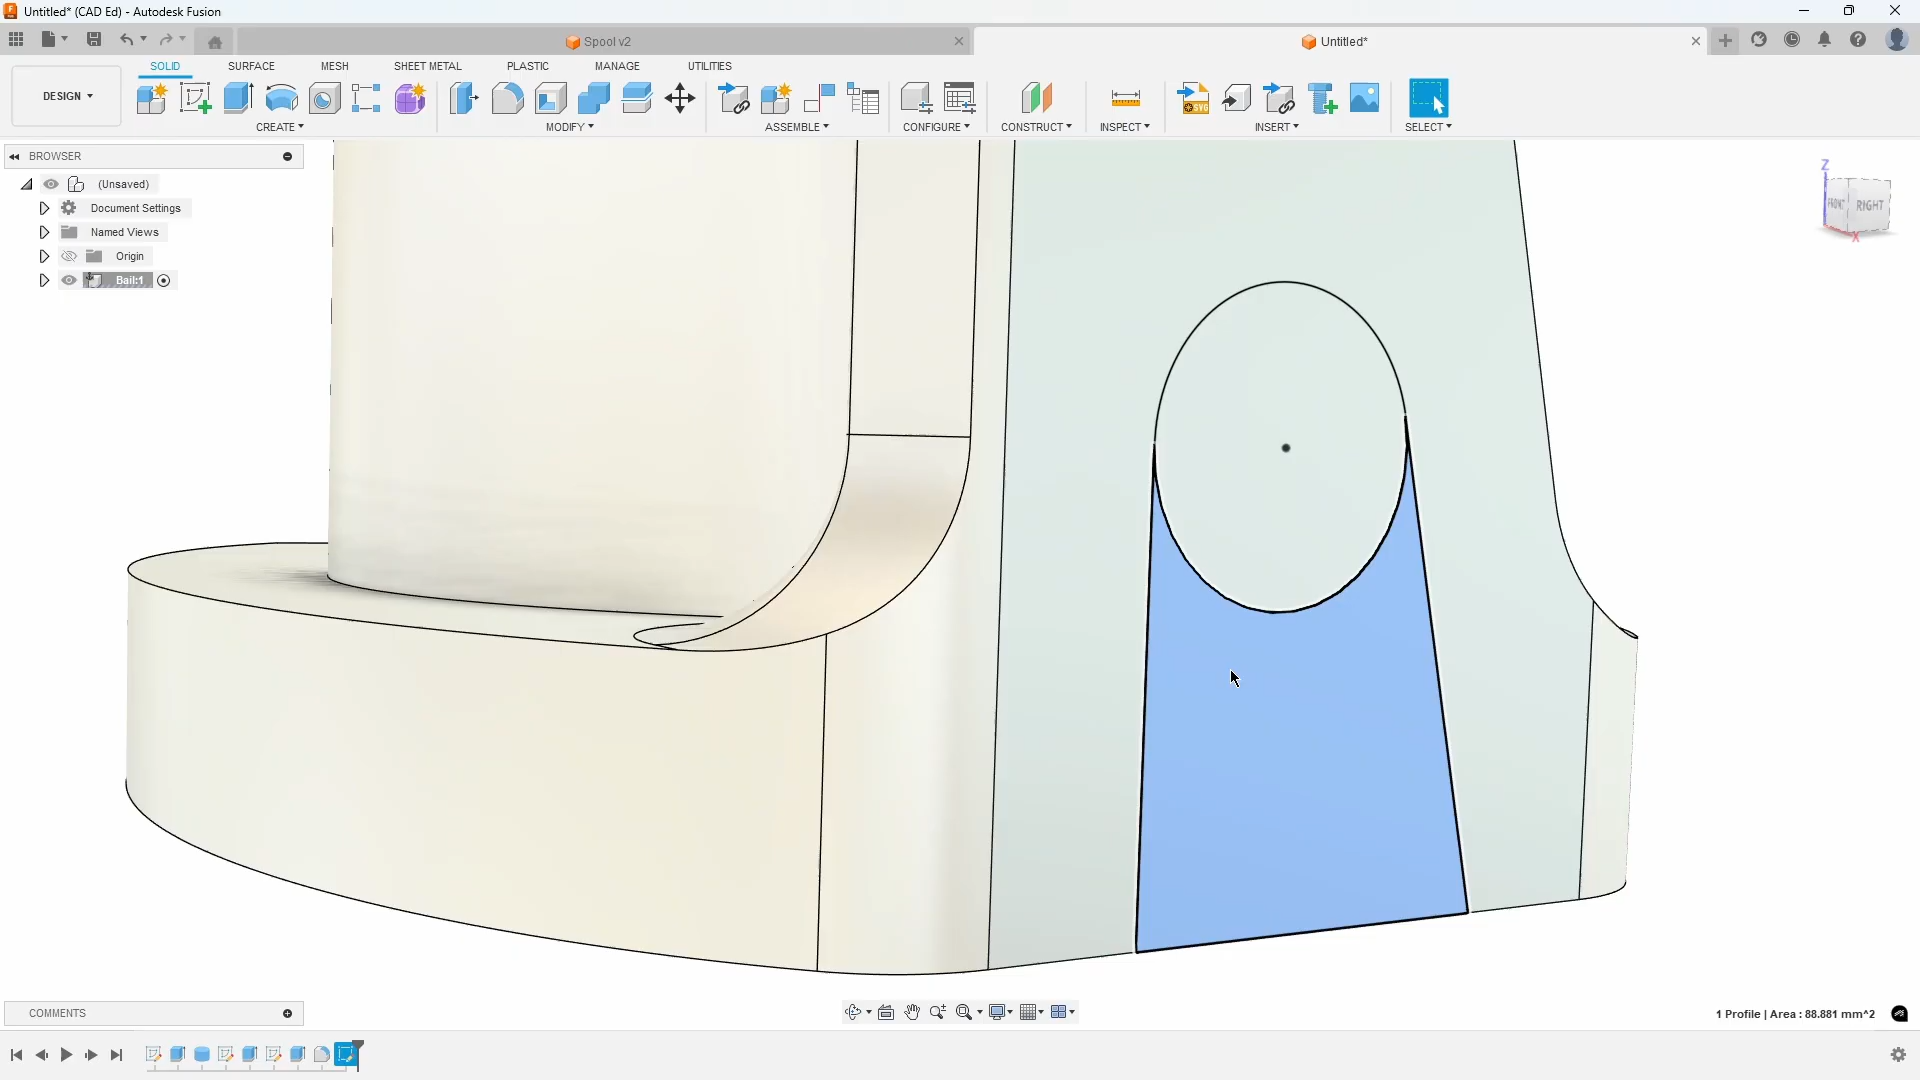 Untitled* (CAD Ed) - Autodesk Fusion
Spool v2
Untitled*
DESIGN
SOLID
SURFACE
MESH
SHEET METAL
PLASTIC
MANAGE
UTILITIES
CREATE
MODIFY
ASSEMBLE
CONFIGURE
CONSTRUCT
INSPECT
INSERT
SELECT
BROWSER
(Unsaved)
Document Settings
Named Views
Origin
Bail:1
Z
FRONT
RIGHT
X
COMMENTS
1 Profile | Area : 88.881 mm^2